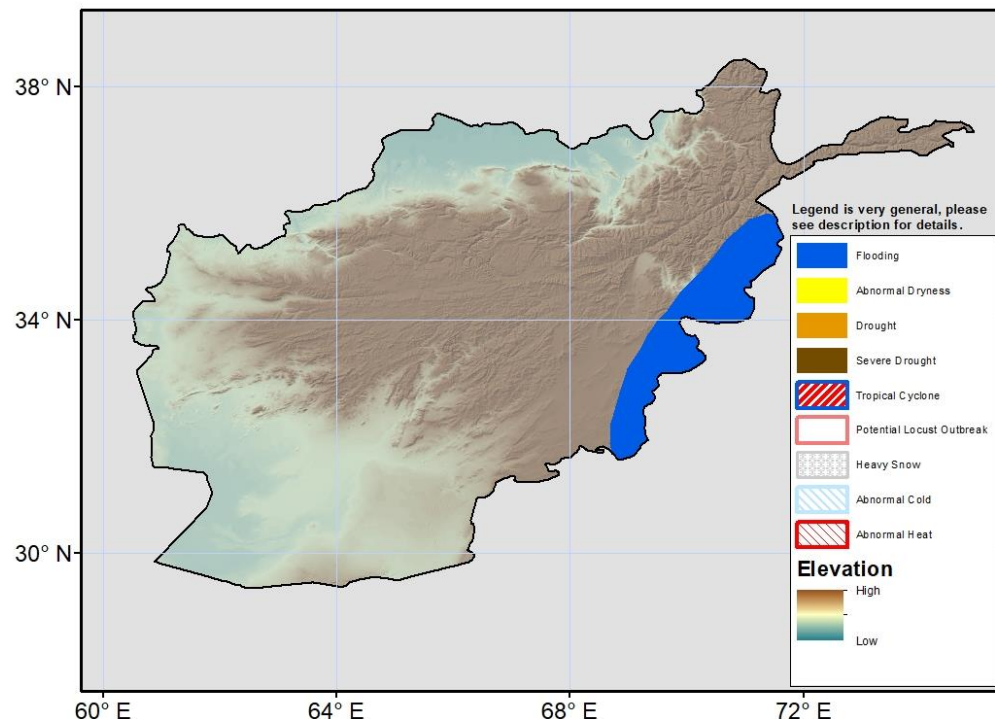 38° N
34° N
30° N
60° E
64° E
68° E
72° E
Legend is very general, please
see description for details.
Flooding
Abnormal Dryness
Drought
Severe Drought
Tropical Cyclone
Potential Locust Outbreak
Heavy Snow
Abnormal Cold
Abnormal Heat
Elevation
High
Low